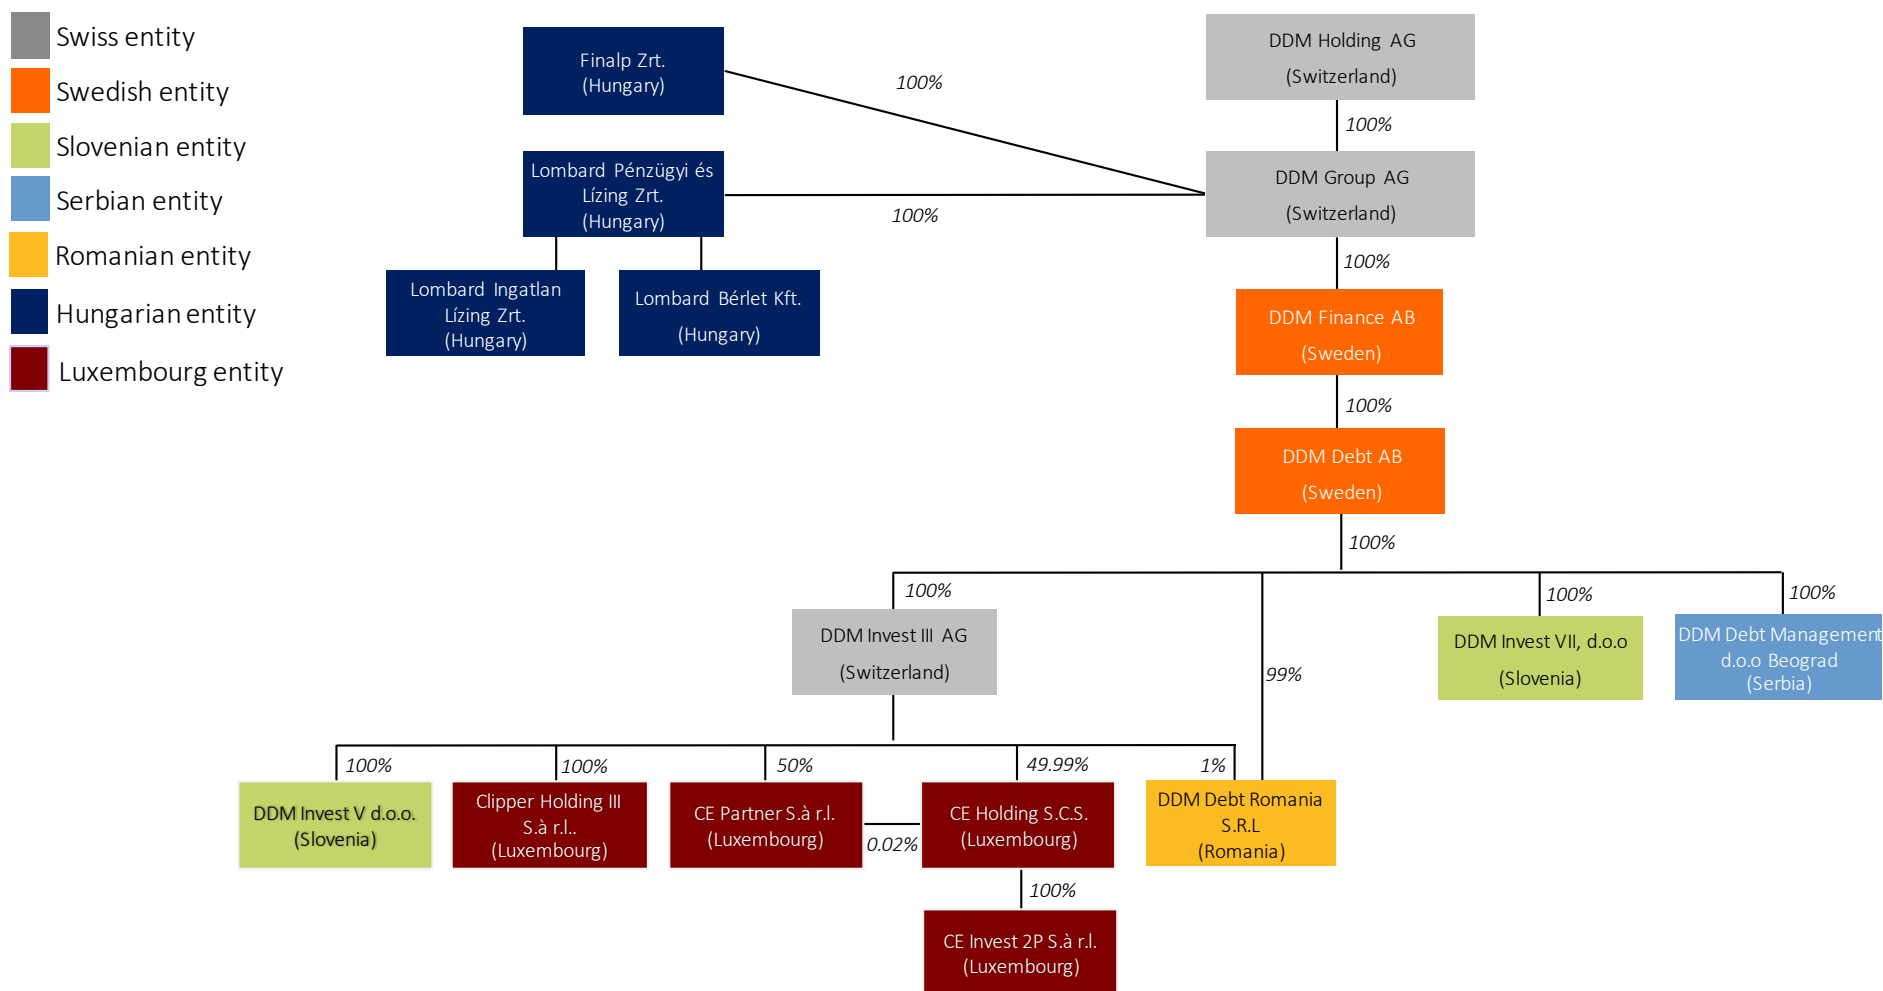 Swiss entity
Swedish entity
Slovenian entity
Serbian entity
Romanian entity
Hungarian entity
Luxembourg entity
Finalp Zrt.
(Hungary)
100%
DDM Holding AG
(Switzerland)
100%
Lombard Pénzügyi és
Lízing Zrt.
(Hungary)
100%
DDM Group AG
(Switzerland)
100%
Lombard Ingatlan
Lízing Zrt.
(Hungary)
Lombard Bérlet Kft.
(Hungary)
DDM Finance AB
(Sweden)
100%
DDM Debt AB
(Sweden)
100%
100%
99%
100%
100%
DDM Invest III AG
(Switzerland)
DDM Invest VII, d.o.o
(Slovenia)
DDM Debt Management
d.o.o Beograd
(Serbia)
100%
100%
50%
49.99%
1%
DDM Invest V d.o.o.
(Slovenia)
Clipper Holding III
S.à r.l..
(Luxembourg)
CE Partner S.à r.l.
(Luxembourg)
0.02%
CE Holding S.C.S.
(Luxembourg)
DDM Debt Romania
S.R.L
(Romania)
100%
CE Invest 2P S.à r.l.
(Luxembourg)